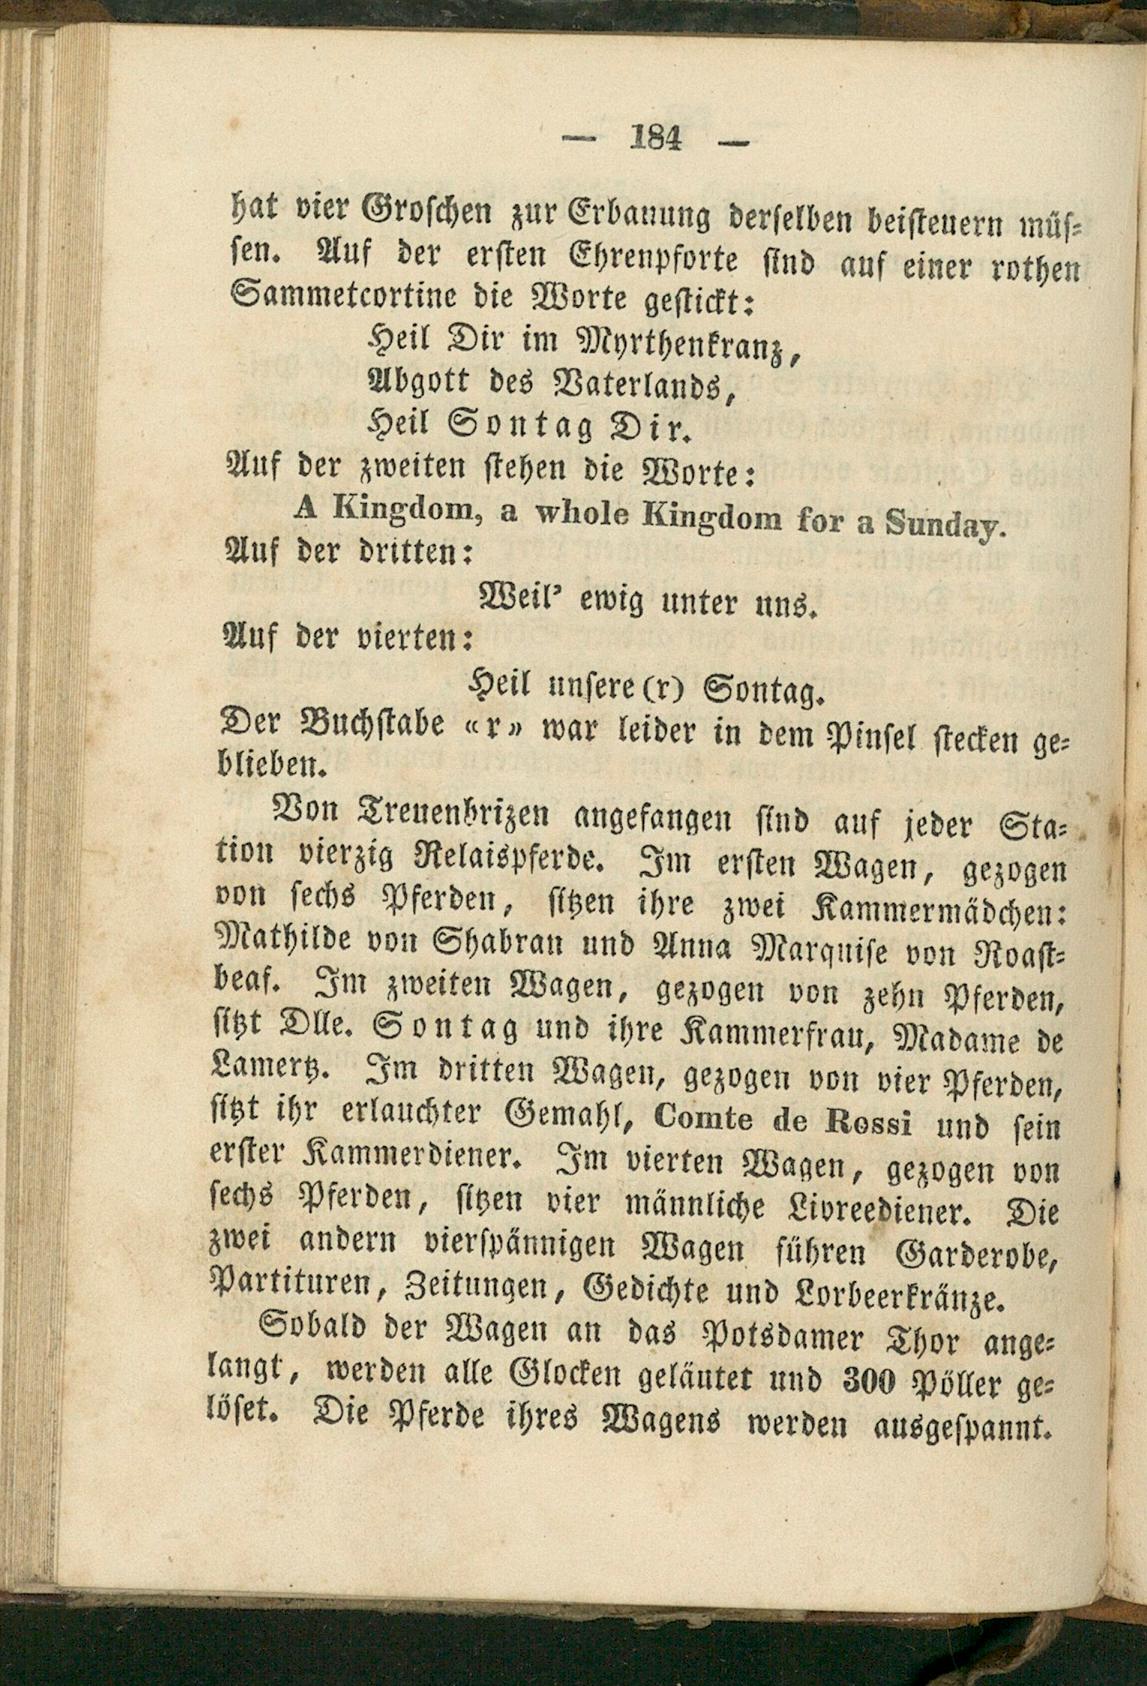 — 184 —
hat vier Groschen zur Erbauung derselben beisteuern müs-
sen. Auf der ersten Ehrenpforte sind auf einer rothen
Sammetcortine die Worte gestickt:
Heil Dir im Myrthenkranz,
Abgott des Vaterlands,
Heil Sontag Dir.
Auf der zweiten stehen die Worte:
A Kingdom, a whole Kingdom for a Sunday.
Auf der dritten:
Weil' ewig unter uns.
Auf der vierten:
Heil unsere(r) Sontag.
Der Buchstabe «r» war leider in dem Pinsel stecken ge-
blieben.
Von Treuenbrizen angefangen sind auf jeder Sta-
tion vierzig Relaispferde. Im ersten Wagen, gezogen
von sechs Pferden, sitzen ihre zwei Kammermädchen:
Mathilde von Shabran und Anna Marquise von Roast-
beaf. Im zweiten Wagen, gezogen von zehn Pferden,
sitzt Dlle. Sontag und ihre Kammerfrau, Madame de
Lamertz. Im dritten Wagen, gezogen von vier Pferden,
sitzt ihr erlauchter Gemahl, Comte de Rossi und sein
erster Kammerdiener. Im vierten Wagen, gezogen von
sechs Pferden, sitzen vier männliche Livreediener. Die
zwei andern vierspännigen Wagen führen Garderobe,
Partituren, Zeitungen, Gedichte und Lorbeerkränze.
Sobald der Wagen an das Potsdamer Thor ange-
langt, werden alle Glocken geläutet und 300 Pöller ge-
löset. Die Pferde ihres Wagens werden ausgespannt.